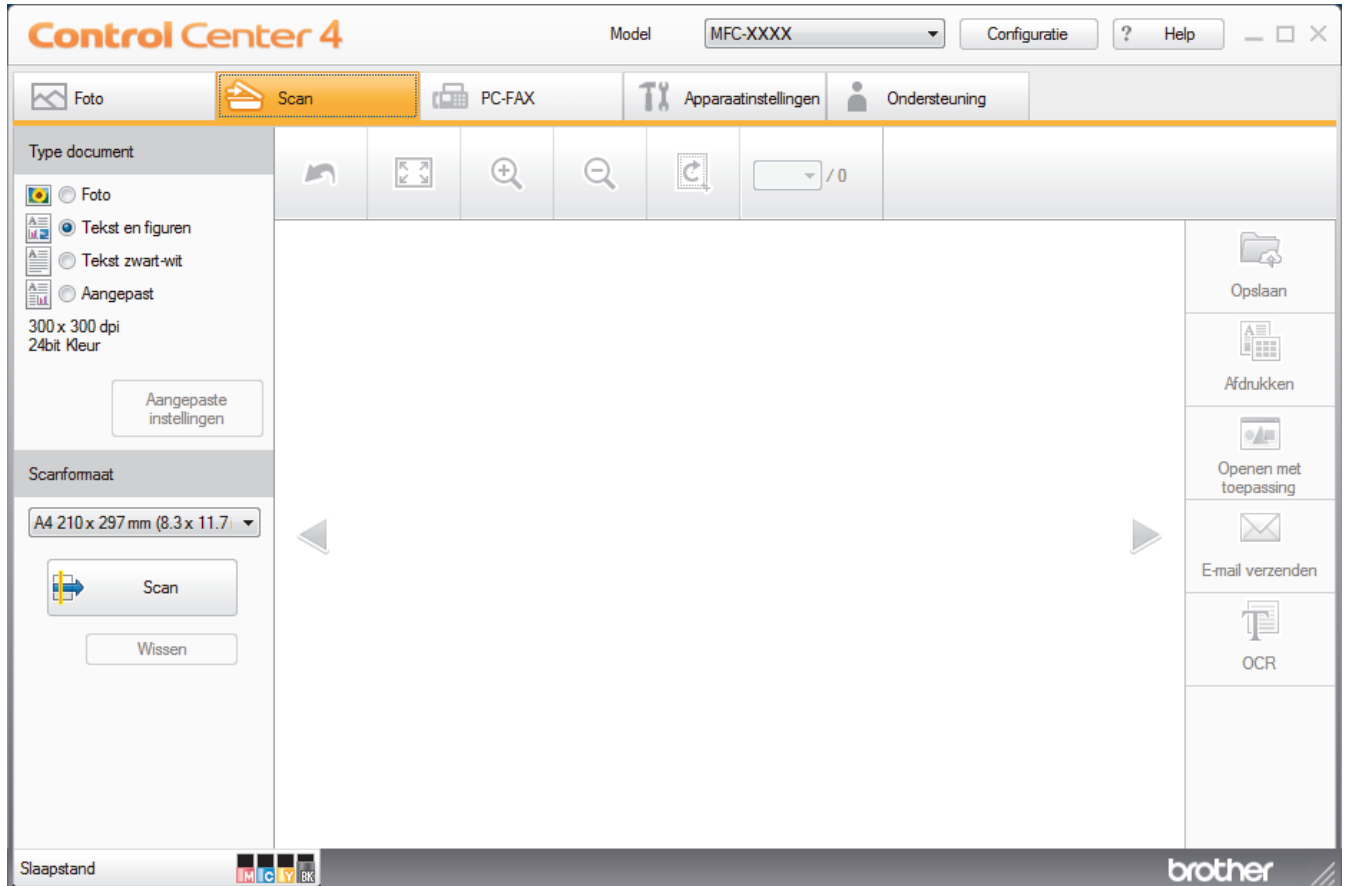 Control Center 4
Model
MFC-XXXX
Configuratie
? Help
Foto
Scan
PC-FAX
Apparaatinstellingen
Ondersteuning
Type document
Foto
Tekst en figuren
Tekst zwart-wit
Aangepast
300 x 300 dpi
24bit Kleur
Aangepaste
instellingen
Scanformaat
A4 210 x 297 mm (8.3 x 11.7
Scan
Wissen
/ 0
Opslaan
Afdrukken
Openen met
toepassing
E-mail verzenden
OCR
Slaapstand
M C Y BK
brother